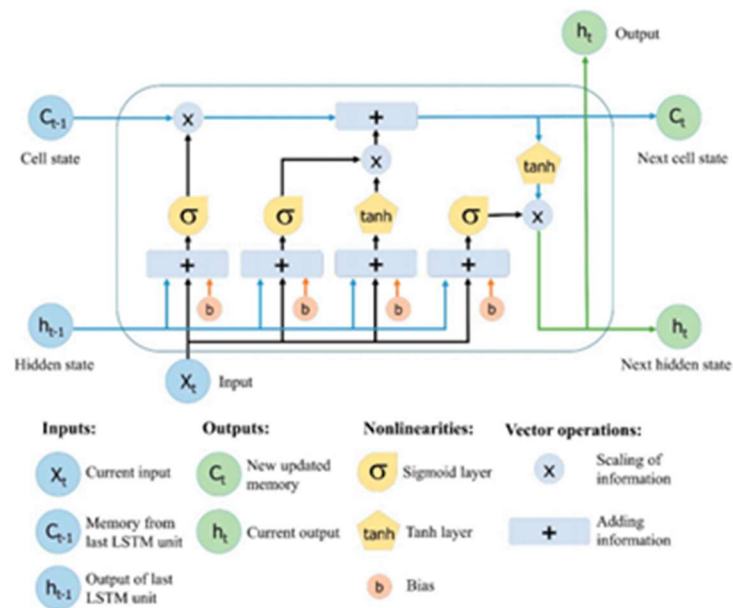 hₜ
Output
Cₜ₋₁
x
+
Cₜ
Cell state
Next cell state
x
tanh
σ
σ
tanh
σ
x
+
+
+
+
b
b
b
b
hₜ₋₁
hₜ
Hidden state
Next hidden state
Xₜ
Input
Inputs:
Outputs:
Nonlinearities:
Vector operations:
Xₜ
Current input
Cₜ
New updated
memory
σ
Sigmoid layer
x
Scaling of
information
Cₜ₋₁
Memory from
last LSTM unit
hₜ
Current output
tanh
Tanh layer
+
Adding
information
hₜ₋₁
Output of last
LSTM unit
b
Bias